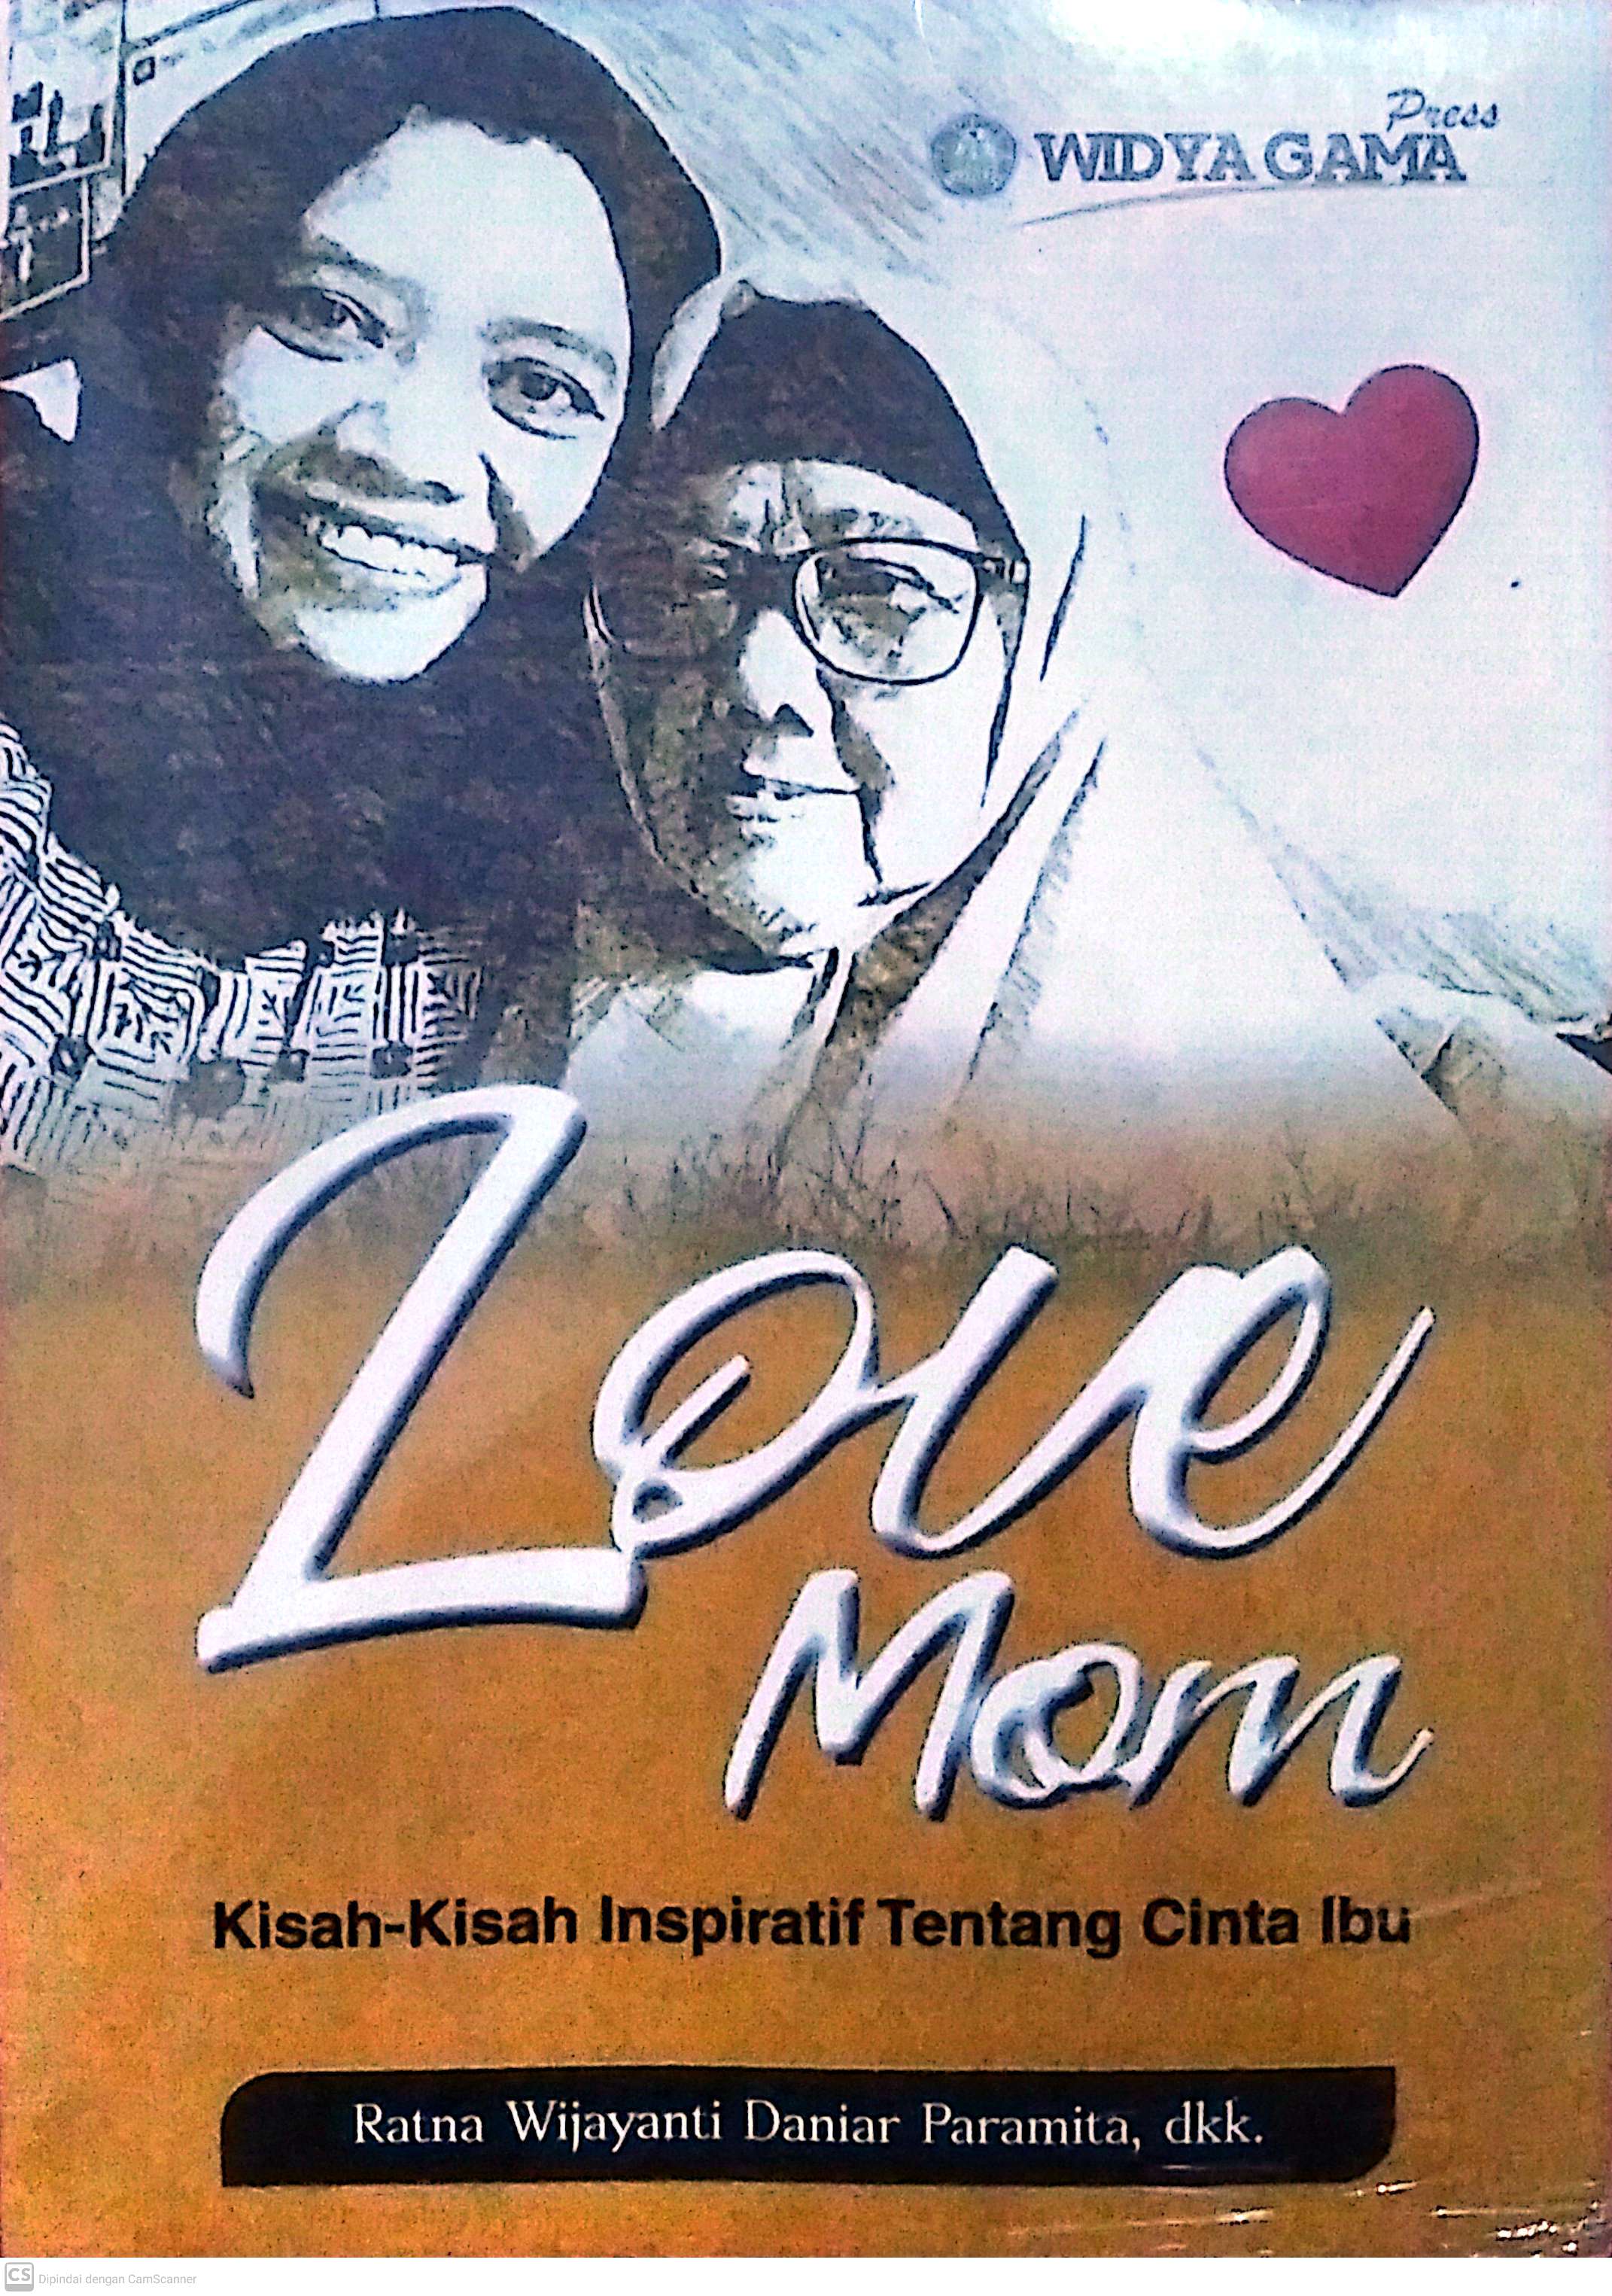 Press
WIDYA GAMA
Love
Mom
Kisah-Kisah Inspiratif Tentang Cinta Ibu
Ratna Wijayanti Daniar Paramita, dkk.
CS Dipindai dengan CamScanner